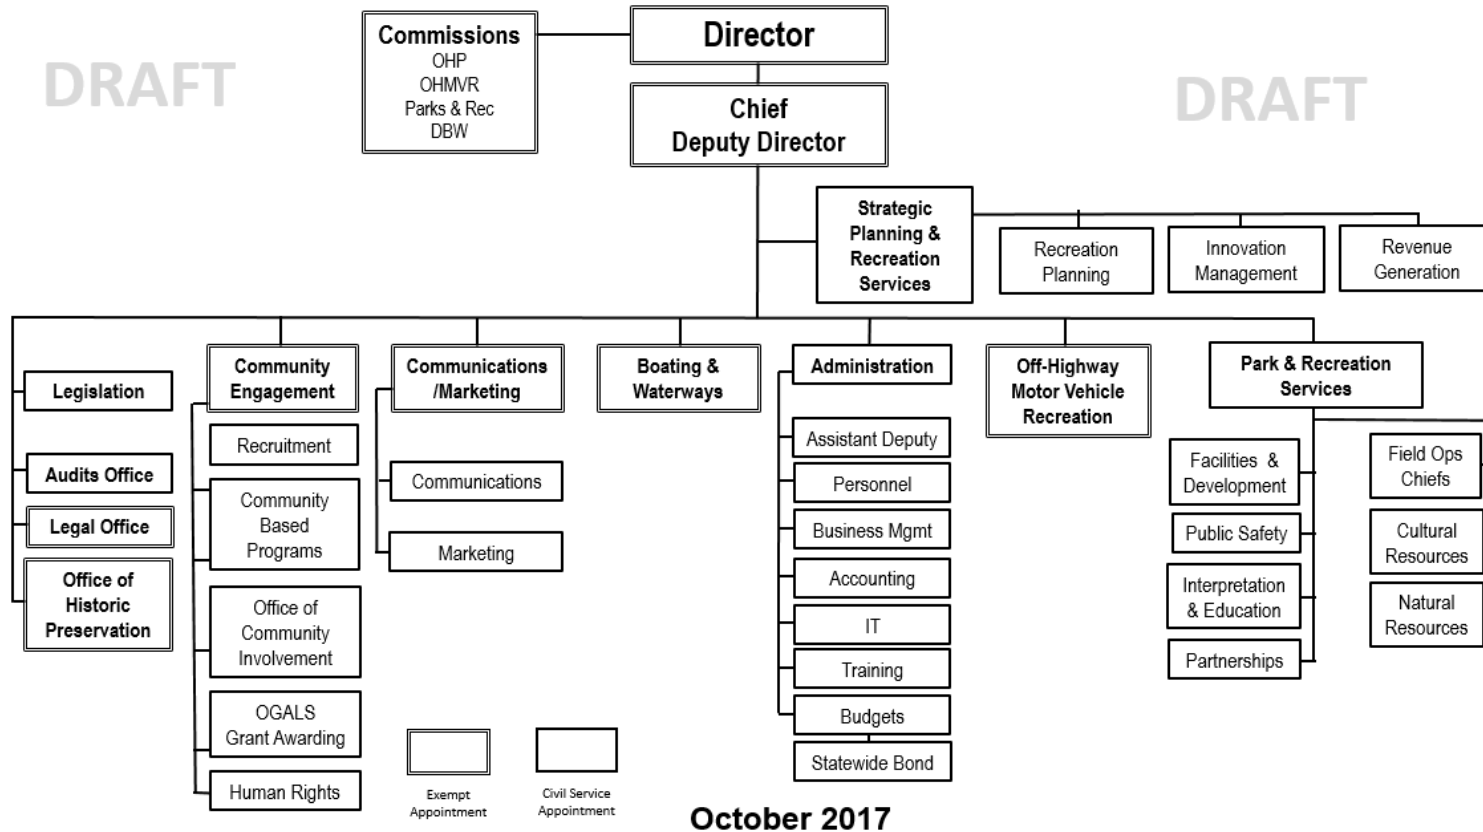 DRAFT
DRAFT
Commissions
OHP
OHMVR
Parks & Rec
DBW
Director
Chief
Deputy Director
Strategic
Planning &
Recreation
Services
Recreation
Planning
Innovation
Management
Revenue
Generation
Legislation
Audits Office
Legal Office
Office of
Historic
Preservation
Community
Engagement
Recruitment
Community
Based
Programs
Office of
Community
Involvement
OGALS
Grant Awarding
Human Rights
Communications
/Marketing
Communications
Marketing
Boating &
Waterways
Administration
Assistant Deputy
Personnel
Business Mgmt
Accounting
IT
Training
Budgets
Statewide Bond
Off-Highway
Motor Vehicle
Recreation
Park & Recreation
Services
Facilities &
Development
Public Safety
Interpretation
& Education
Partnerships
Field Ops
Chiefs
Cultural
Resources
Natural
Resources
Exempt
Appointment
Civil Service
Appointment
October 2017